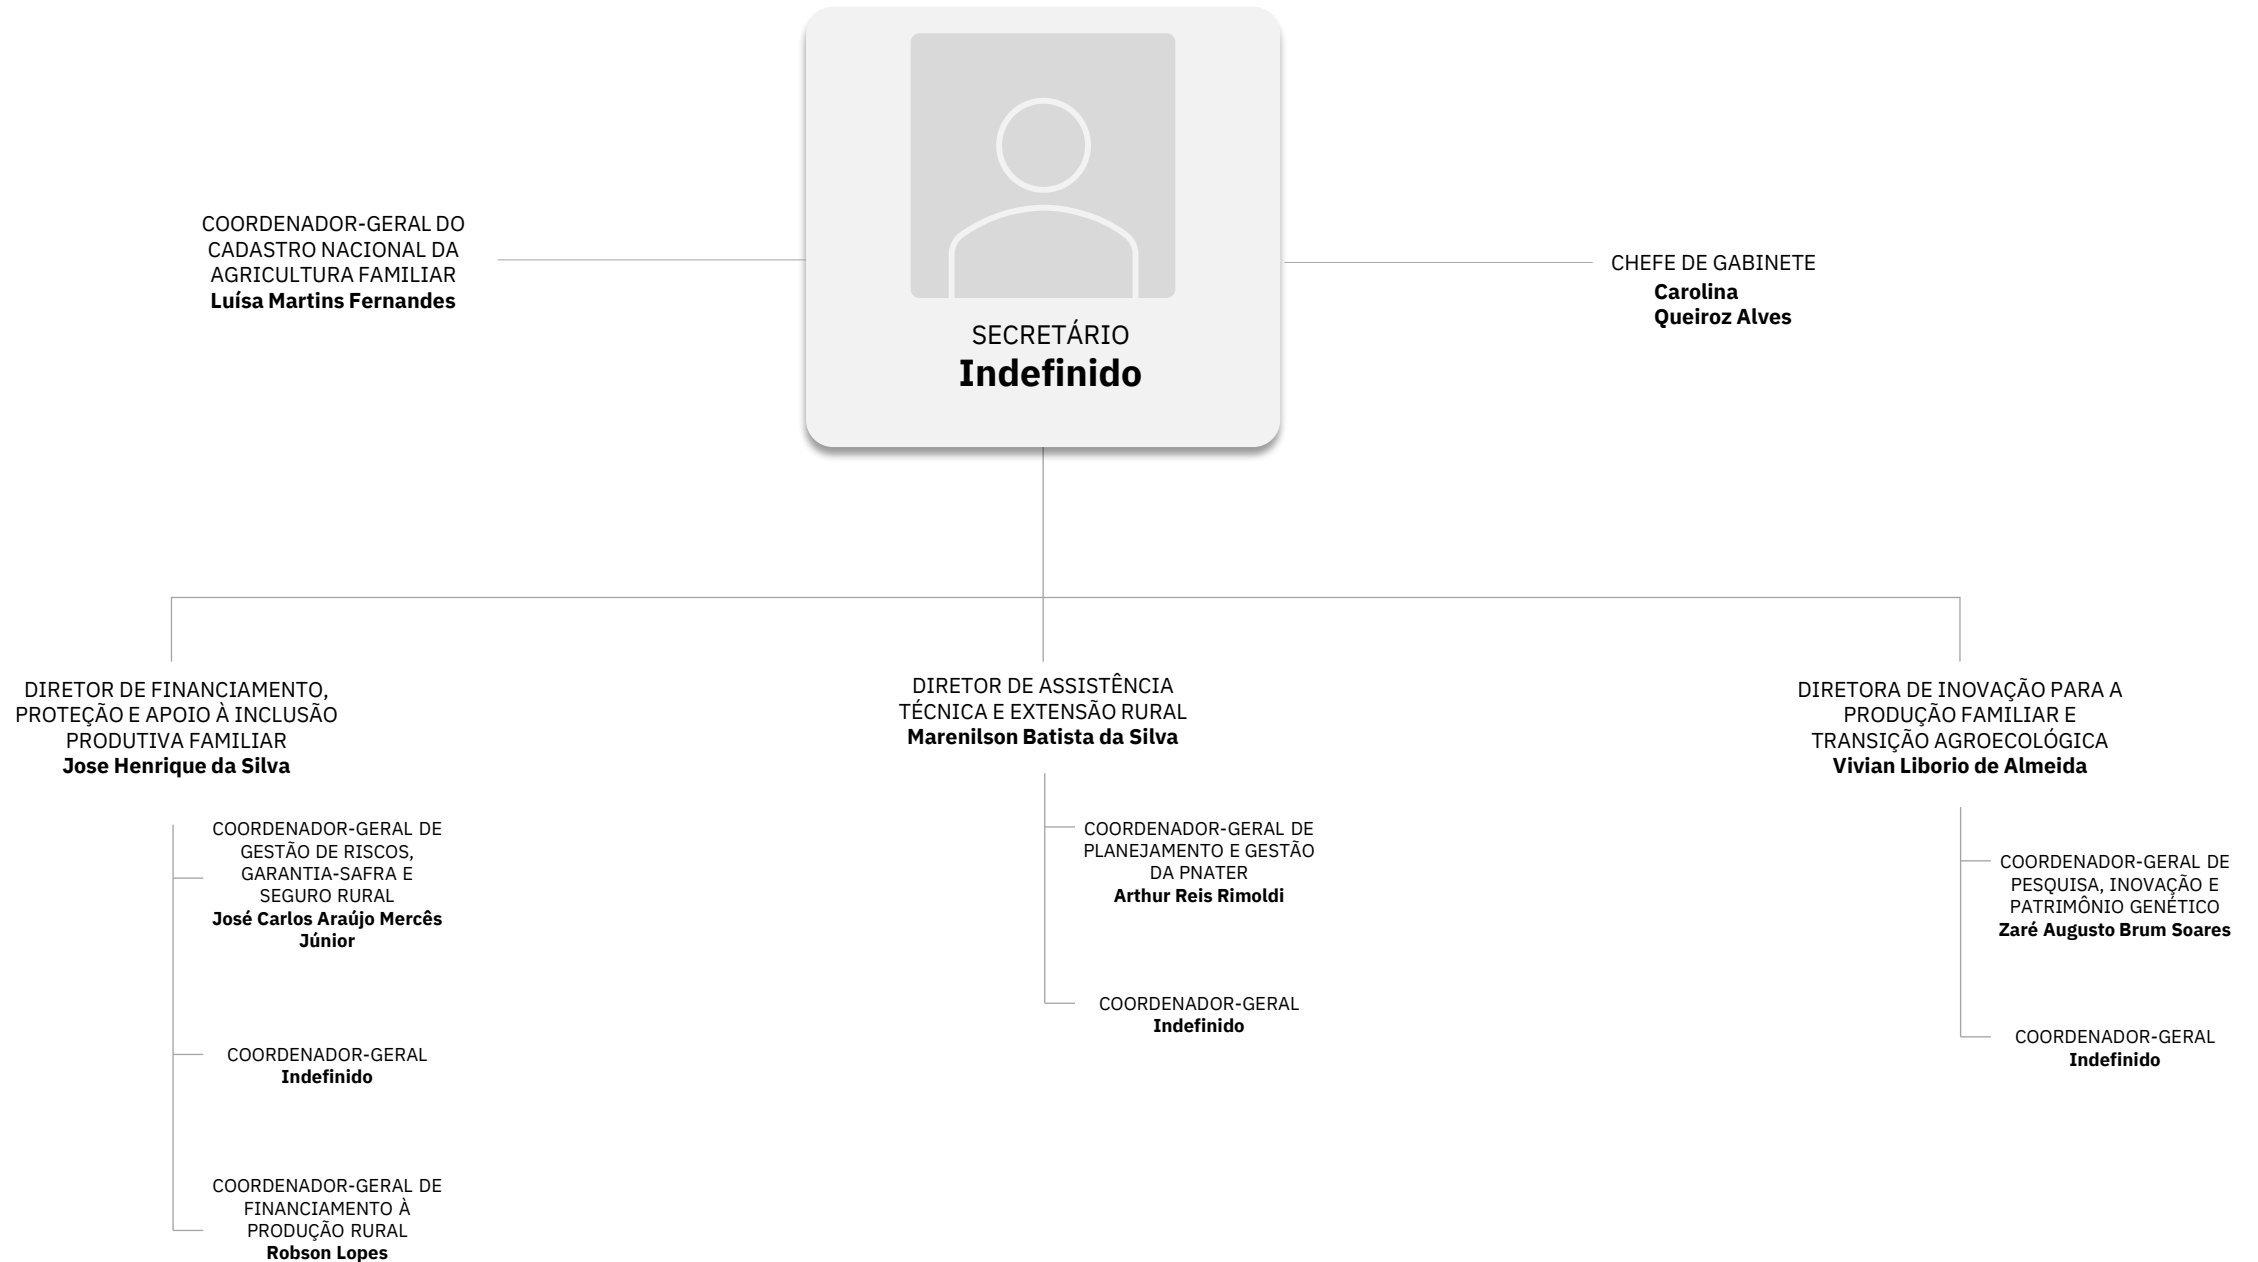 COORDENADOR-GERAL DO
CADASTRO NACIONAL DA
AGRICULTURA FAMILIAR
Luísa Martins Fernandes
SECRETÁRIO
Indefinido
CHEFE DE GABINETE
Carolina
Queiroz Alves
DIRETOR DE FINANCIAMENTO,
PROTEÇÃO E APOIO À INCLUSÃO
PRODUTIVA FAMILIAR
Jose Henrique da Silva
COORDENADOR-GERAL DE
GESTÃO DE RISCOS,
GARANTIA-SAFRA E
SEGURO RURAL
José Carlos Araújo Mercês
Júnior
COORDENADOR-GERAL
Indefinido
COORDENADOR-GERAL DE
FINANCIAMENTO À
PRODUÇÃO RURAL
Robson Lopes
DIRETOR DE ASSISTÊNCIA
TÉCNICA E EXTENSÃO RURAL
Marenilson Batista da Silva
COORDENADOR-GERAL DE
PLANEJAMENTO E GESTÃO
DA PNATER
Arthur Reis Rimoldi
COORDENADOR-GERAL
Indefinido
DIRETORA DE INOVAÇÃO PARA A
PRODUÇÃO FAMILIAR E
TRANSIÇÃO AGROECOLÓGICA
Vivian Liborio de Almeida
COORDENADOR-GERAL DE
PESQUISA, INOVAÇÃO E
PATRIMÔNIO GENÉTICO
Zaré Augusto Brum Soares
COORDENADOR-GERAL
Indefinido